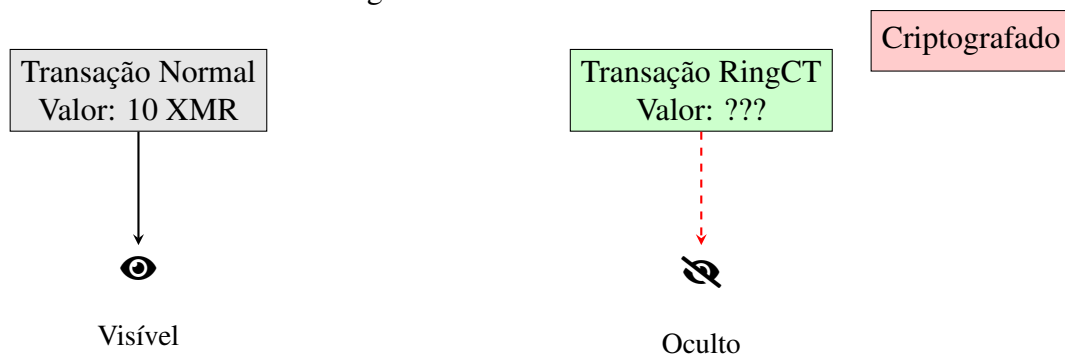 Criptografado
Transação Normal
Valor: 10 XMR
Transação RingCT
Valor: ???
Visível
Oculto